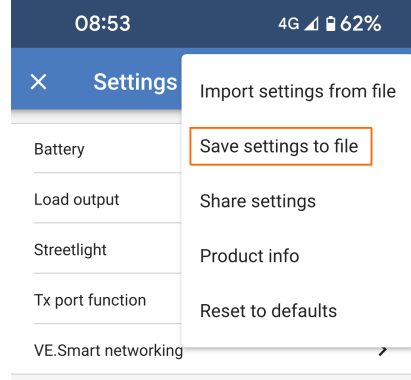 08:53 4G 62%
Settings
Import settings from file
Save settings to file
Share settings
Product info
Reset to defaults
Battery
Load output
Streetlight
Tx port function
VE.Smart networking